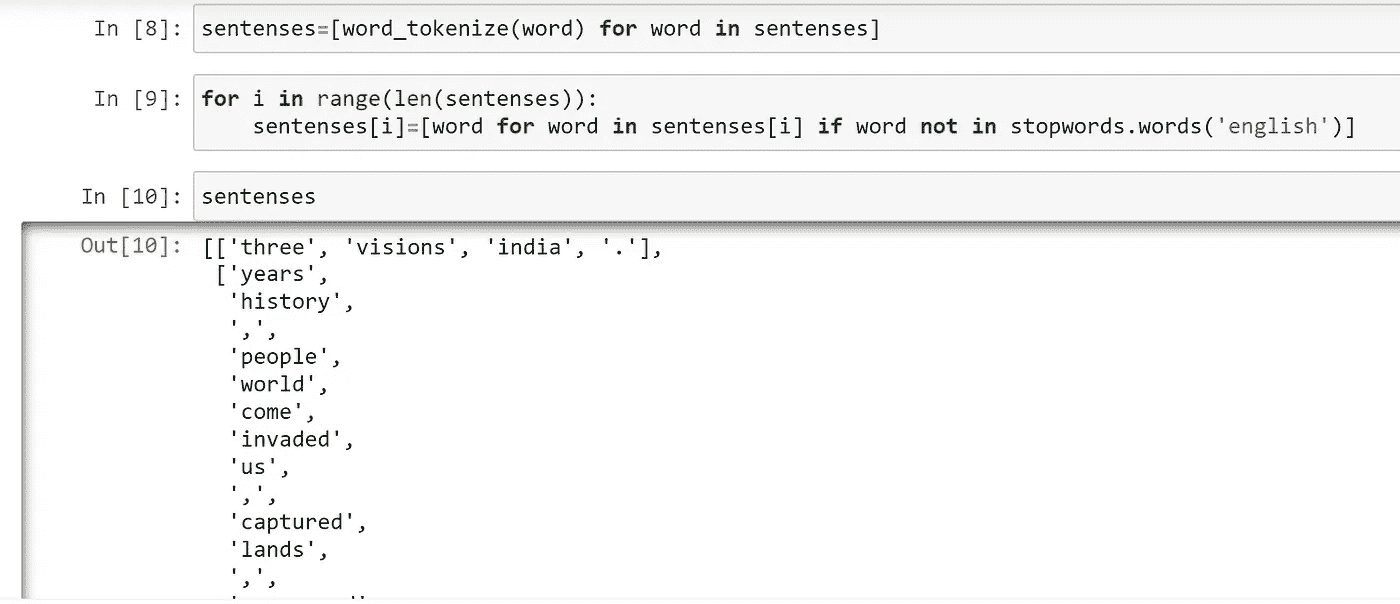 In [8]: sentenses=[word_tokenize(word) for word in sentenses]
In [9]: for i in range(len(sentenses)):
sentenses[i]=[word for word in sentenses[i] if word not in stopwords.words('english')]
In [10]: sentenses
Out[10]: [['three', 'visions', 'india', '.'],
['years',
'history',
',',
'people',
'world',
'come',
'invaded',
'us',
',',
'captured',
'lands',
',',